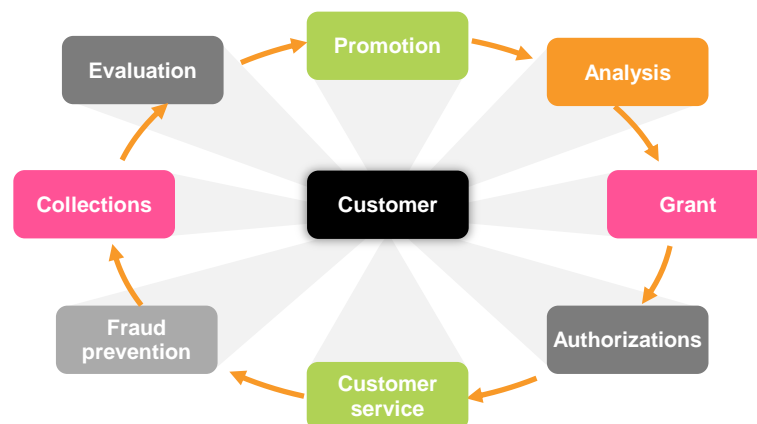 Promotion
Evaluation
Analysis
Collections
Customer
Grant
Fraud
prevention
Authorizations
Customer
service